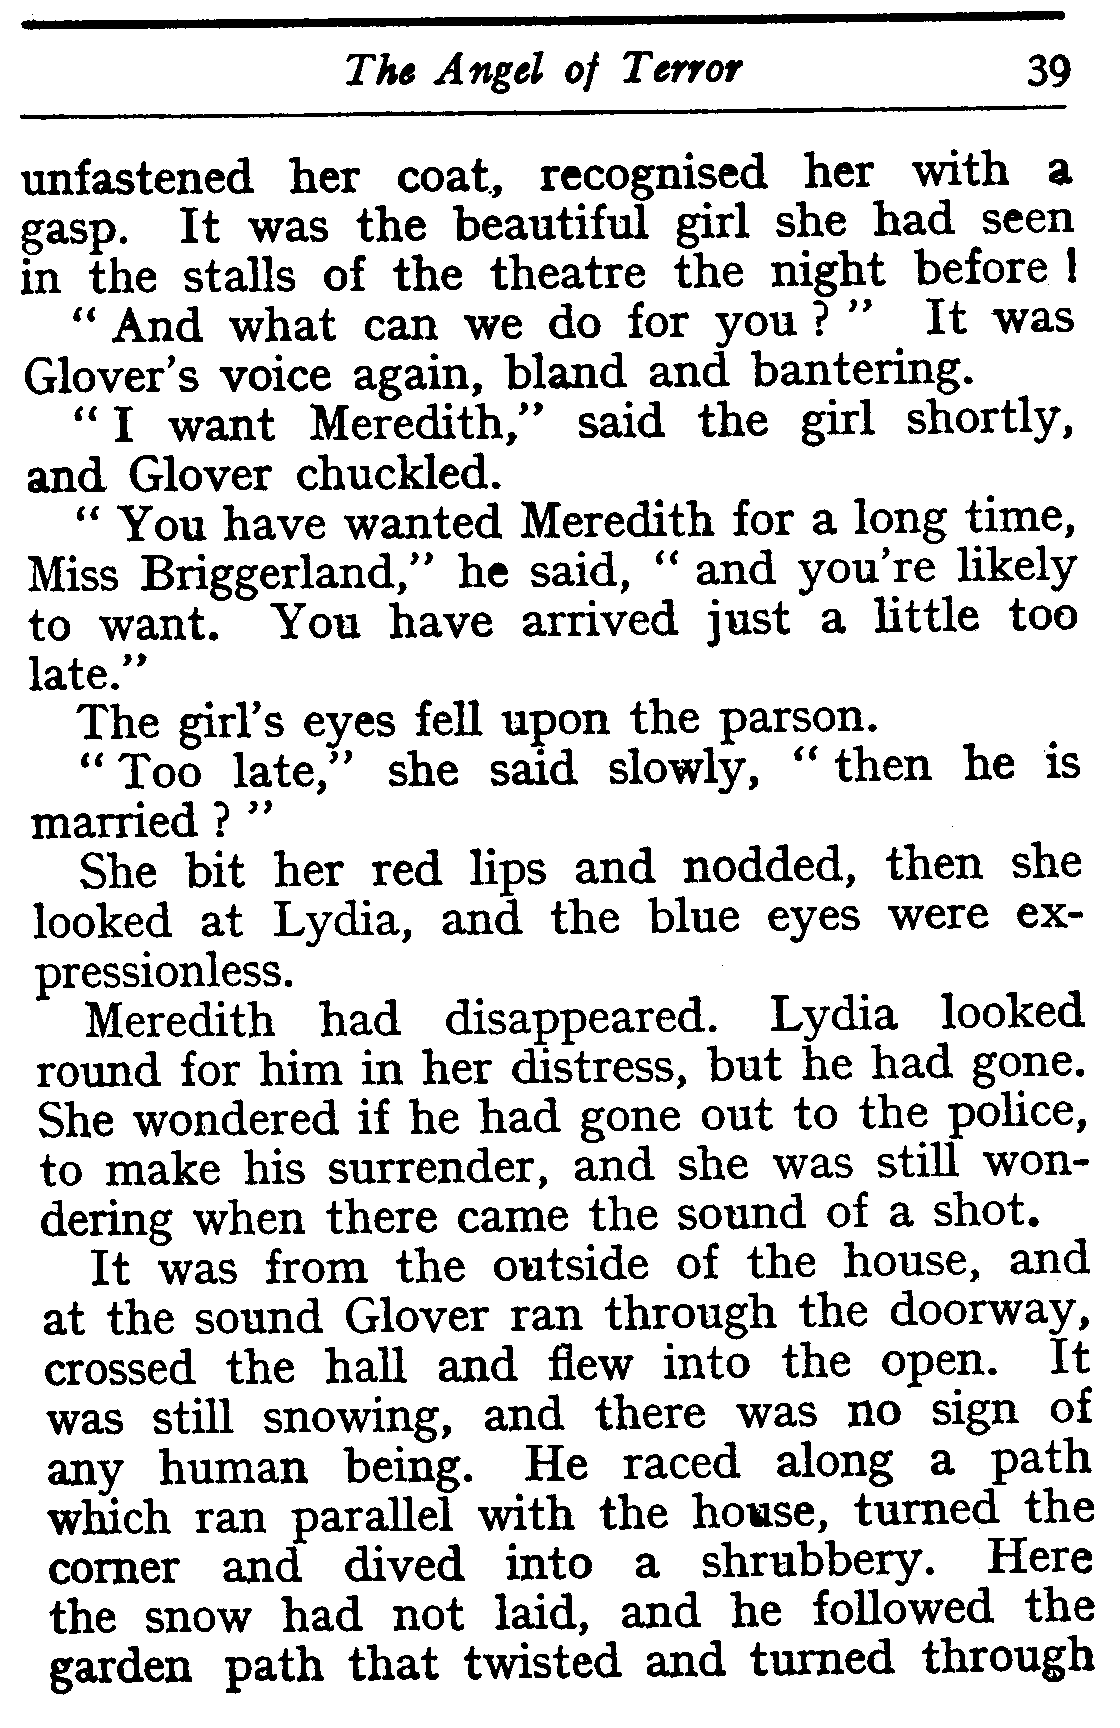 The Angel of Terror 39
unfastened her coat, recognised her with a
gasp. It was the beautiful girl she had seen
in the stalls of the theatre the night before !
" And what can we do for you ? " It was
Glover's voice again, bland and bantering.
" I want Meredith," said the girl shortly,
and Glover chuckled.
" You have wanted Meredith for a long time,
Miss Briggerland," he said, " and you're likely
to want. You have arrived just a little too
late."
The girl's eyes fell upon the parson.
" Too late," she said slowly, " then he is
married ? "
She bit her red lips and nodded, then she
looked at Lydia, and the blue eyes were ex-
pressionless.
Meredith had disappeared. Lydia looked
round for him in her distress, but he had gone.
She wondered if he had gone out to the police,
to make his surrender, and she was still won-
dering when there came the sound of a shot.
It was from the outside of the house, and
at the sound Glover ran through the doorway,
crossed the hall and flew into the open. It
was still snowing, and there was no sign of
any human being. He raced along a path
which ran parallel with the house, turned the
corner and dived into a shrubbery. Here
the snow had not laid, and he followed the
garden path that twisted and turned through